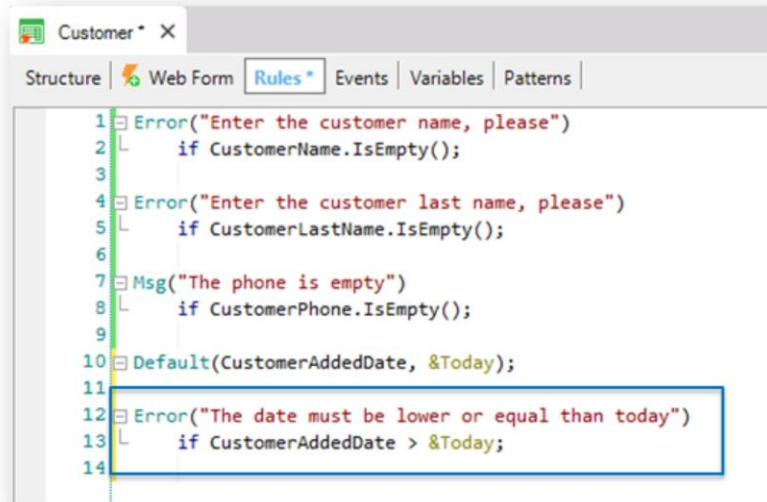 Customer * X
Structure Web Form Rules * Events Variables Patterns
1 Error("Enter the customer name, please")
2 if CustomerName.IsEmpty();
3
4 Error("Enter the customer last name, please")
5 if CustomerLastName.IsEmpty();
6
7 Msg("The phone is empty")
8 if CustomerPhone.IsEmpty();
9
10 Default(CustomerAddedDate, &Today);
11
12 Error("The date must be lower or equal than today")
13 if CustomerAddedDate > &Today;
14